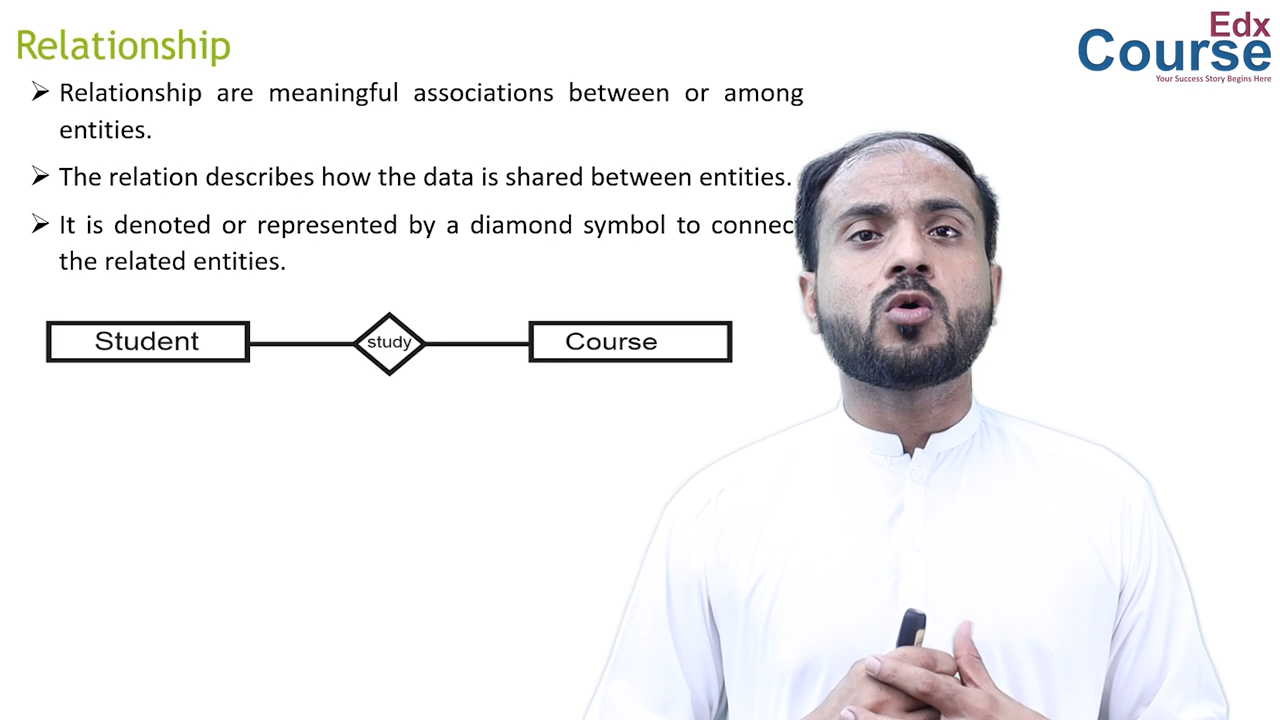 Relationship
Edx
Course
Your Success Story Begins Here
➢ Relationship are meaningful associations between or among
entities.
➢ The relation describes how the data is shared between entities.
➢ It is denoted or represented by a diamond symbol to connect
the related entities.
Student
study
Course